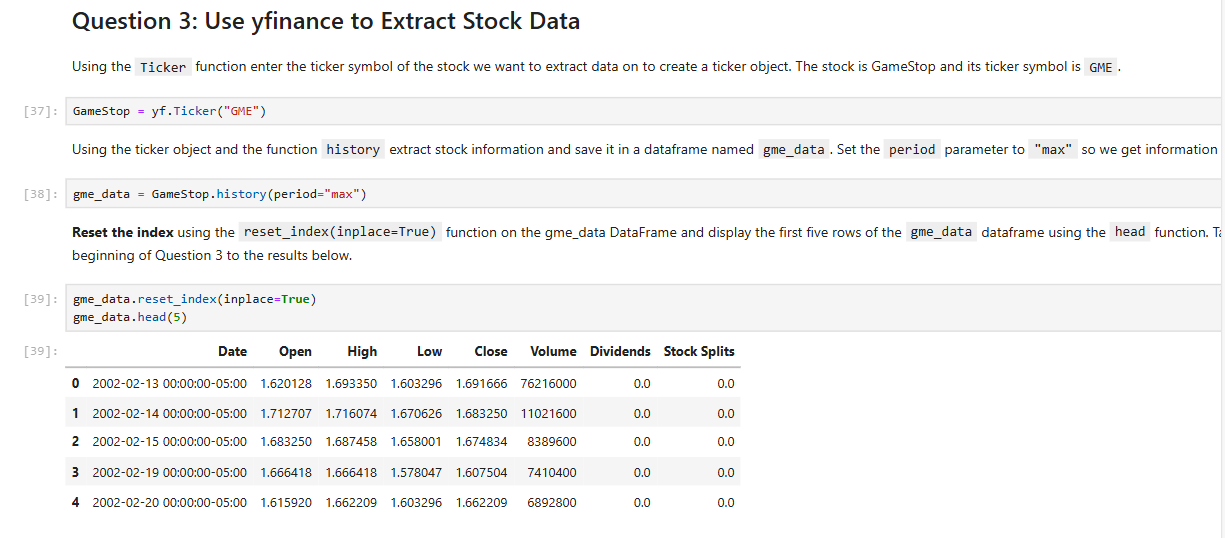 Question 3: Use yfinance to Extract Stock Data
Using the Ticker function enter the ticker symbol of the stock we want to extract data on to create a ticker object. The stock is GameStop and its ticker symbol is GME .
[37]: GameStop = yf.Ticker("GME")
Using the ticker object and the function history extract stock information and save it in a dataframe named gme_data . Set the period parameter to "max" so we get information
[38]: gme_data = GameStop.history(period="max")
Reset the index using the reset_index(inplace=True) function on the gme_data DataFrame and display the first five rows of the gme_data dataframe using the head function.
beginning of Question 3 to the results below.
[39]: gme_data.reset_index(inplace=True)
gme_data.head(5)
[39]: Date Open High Low Close Volume Dividends Stock Splits
0 2002-02-13 00:00:00-05:00 1.620128 1.693350 1.603296 1.691666 76216000 0.0 0.0
1 2002-02-14 00:00:00-05:00 1.712707 1.716074 1.670626 1.683250 11021600 0.0 0.0
2 2002-02-15 00:00:00-05:00 1.683250 1.687458 1.658001 1.674834 8389600 0.0 0.0
3 2002-02-19 00:00:00-05:00 1.666418 1.666418 1.578047 1.607504 7410400 0.0 0.0
4 2002-02-20 00:00:00-05:00 1.615920 1.662209 1.603296 1.662209 6892800 0.0 0.0